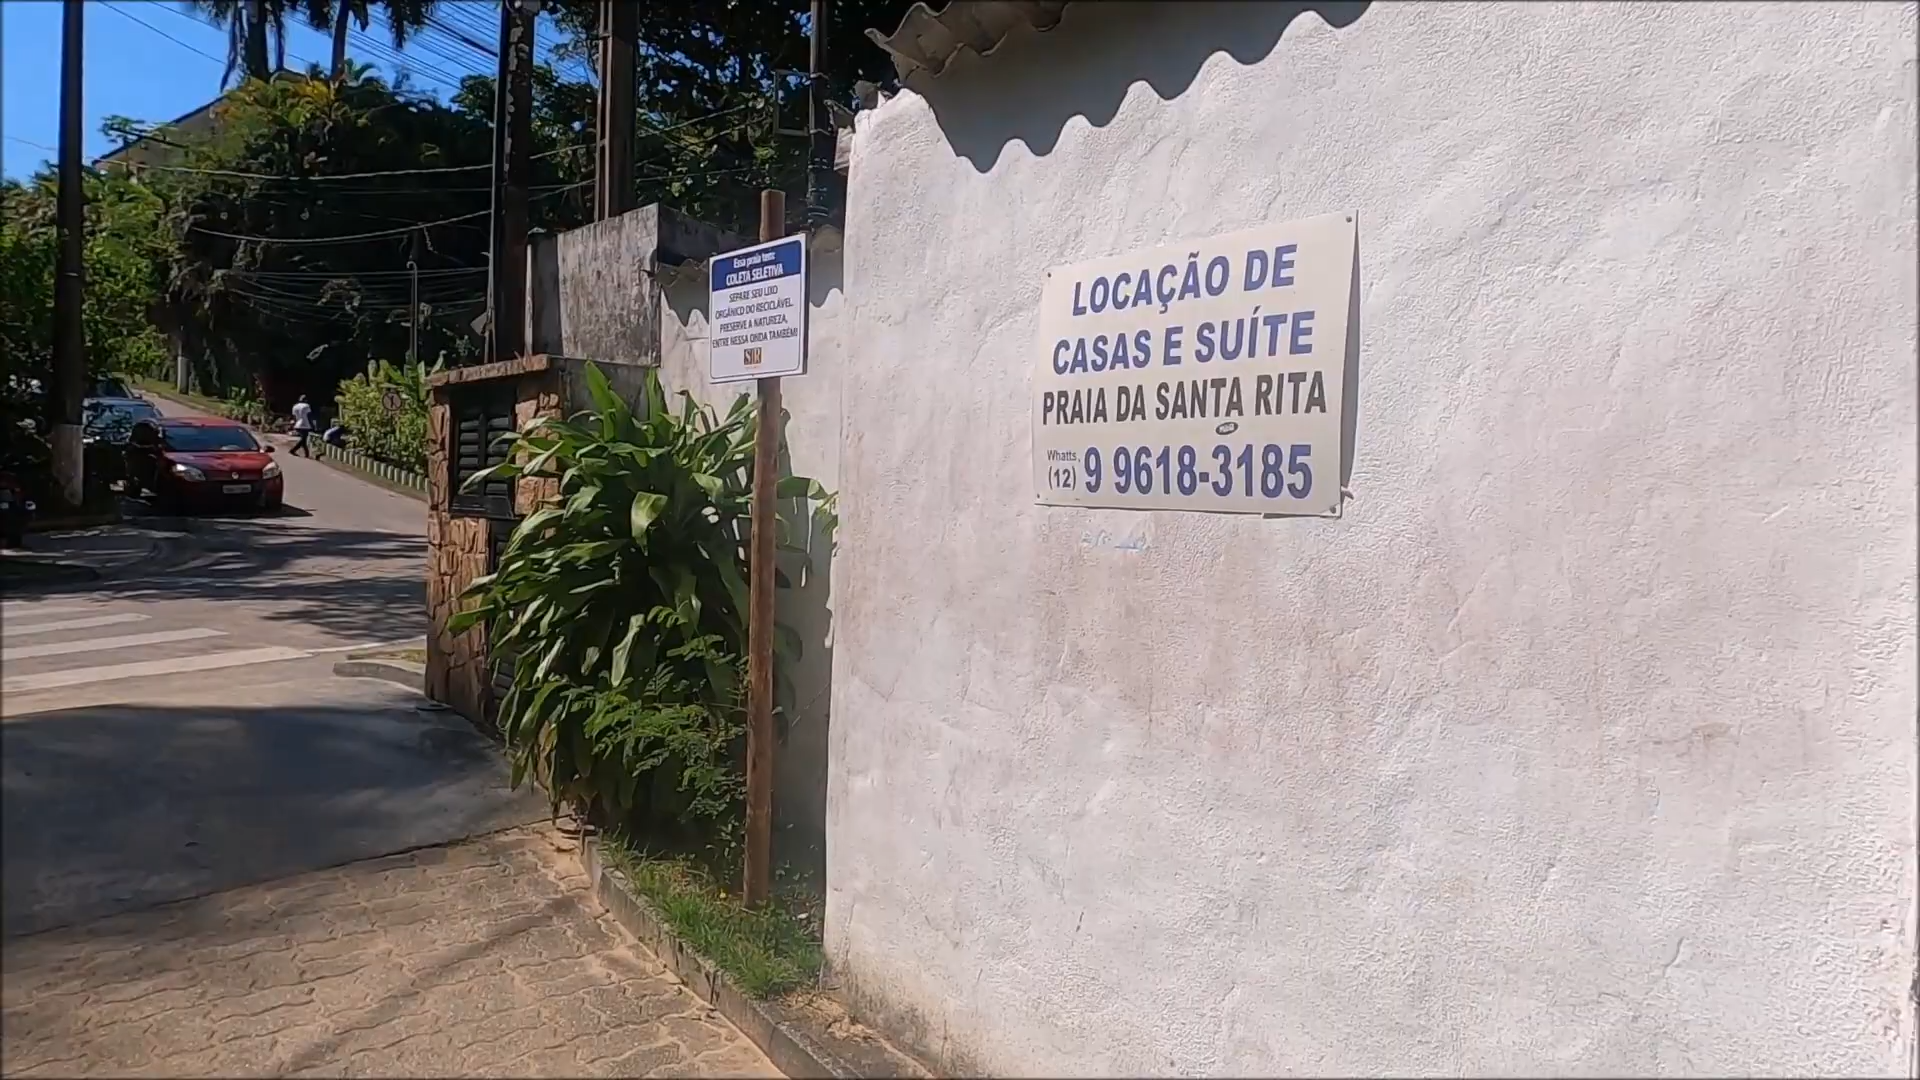 Essa praia tem:
COLETA SELETIVA
SEPARE SEU LIXO
ORGÂNICO DO RECICLÁVEL.
PRESERVE A NATUREZA,
ENTRE NESSA ONDA TAMBÉM!
LOCAÇÃO DE
CASAS E SUÍTE
PRAIA DA SANTA RITA
Whatts.
(12) 9 9618-3185